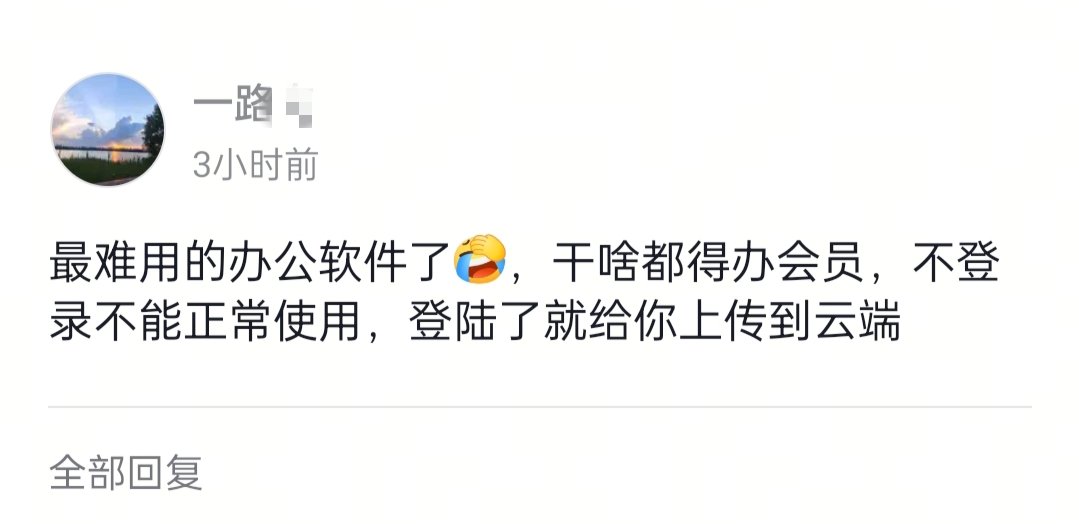 一路
3小时前
最难用的办公软件了🤣，干啥都得办会员，不登
录不能正常使用，登陆了就给你上传到云端
全部回复